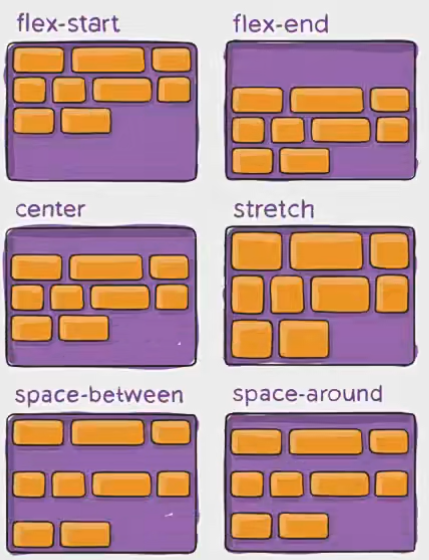 flex-start
flex-end
center
stretch
space-between
space-around